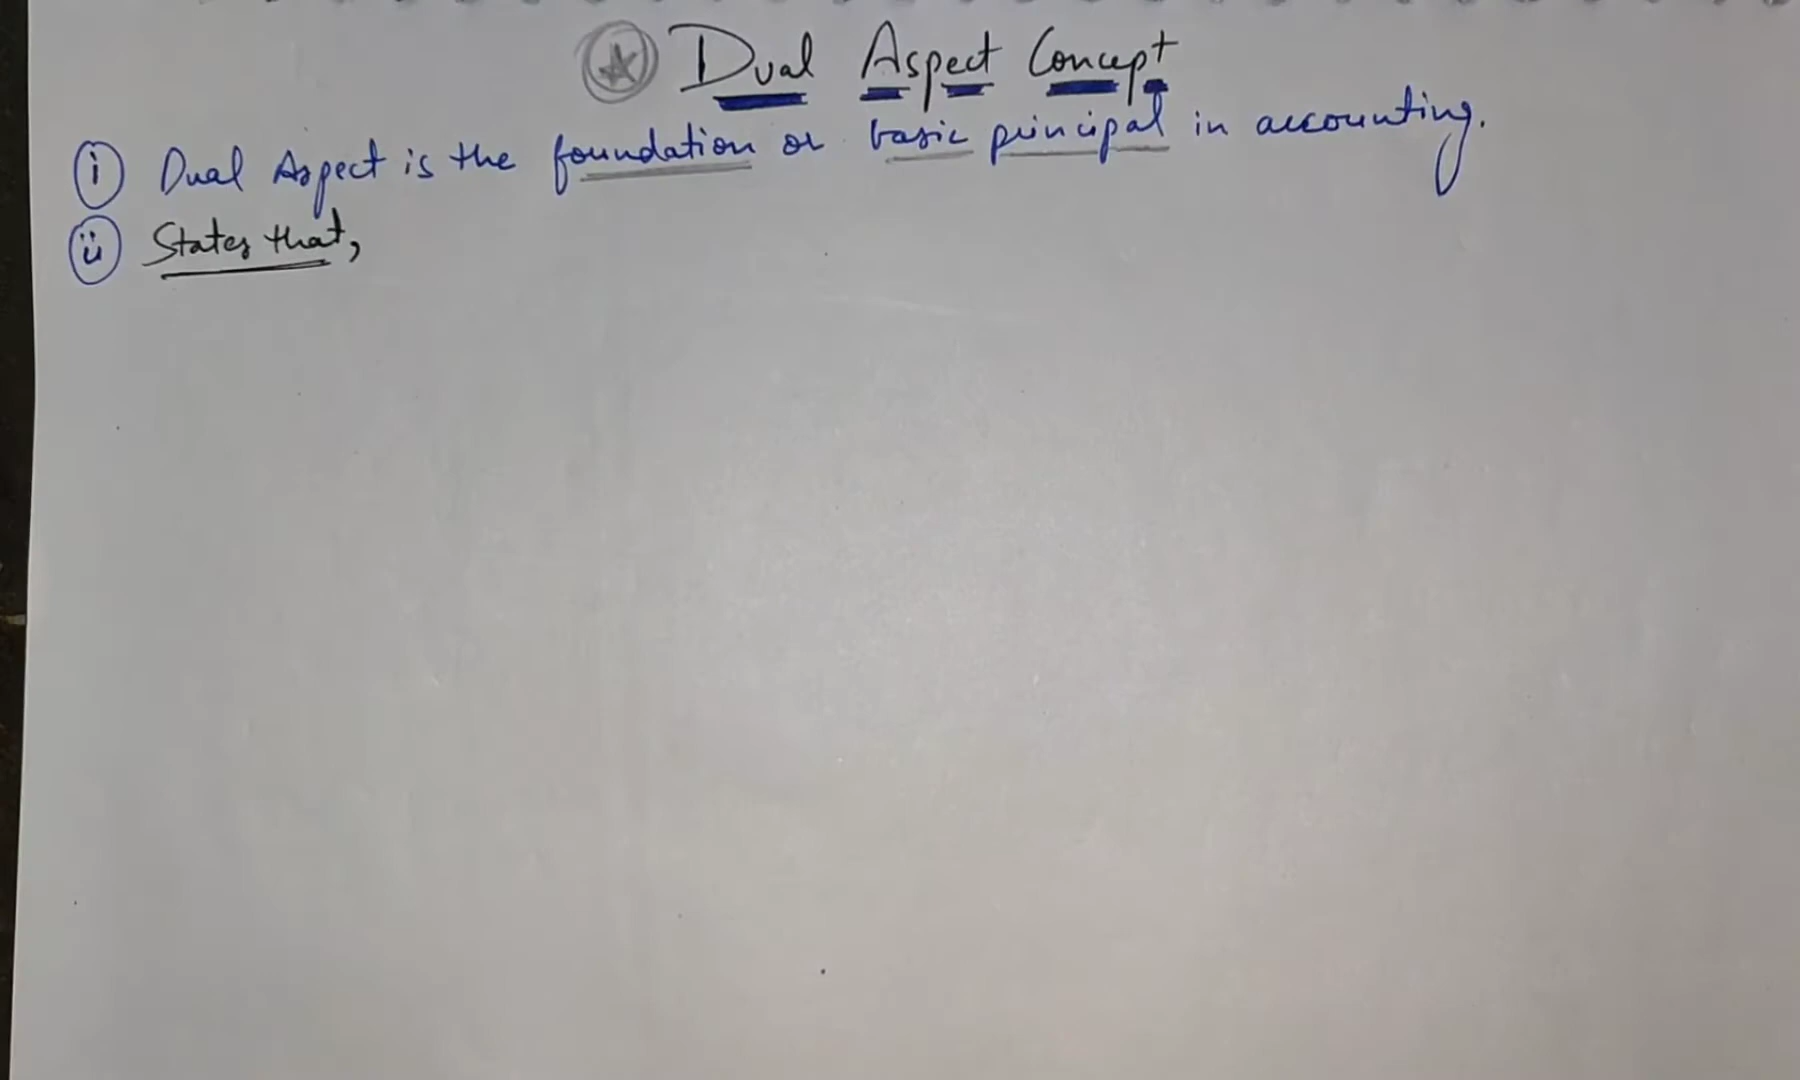 Dual Aspect Concept
i Dual Aspect is the foundation or basic principal in accounting.
ii States that,